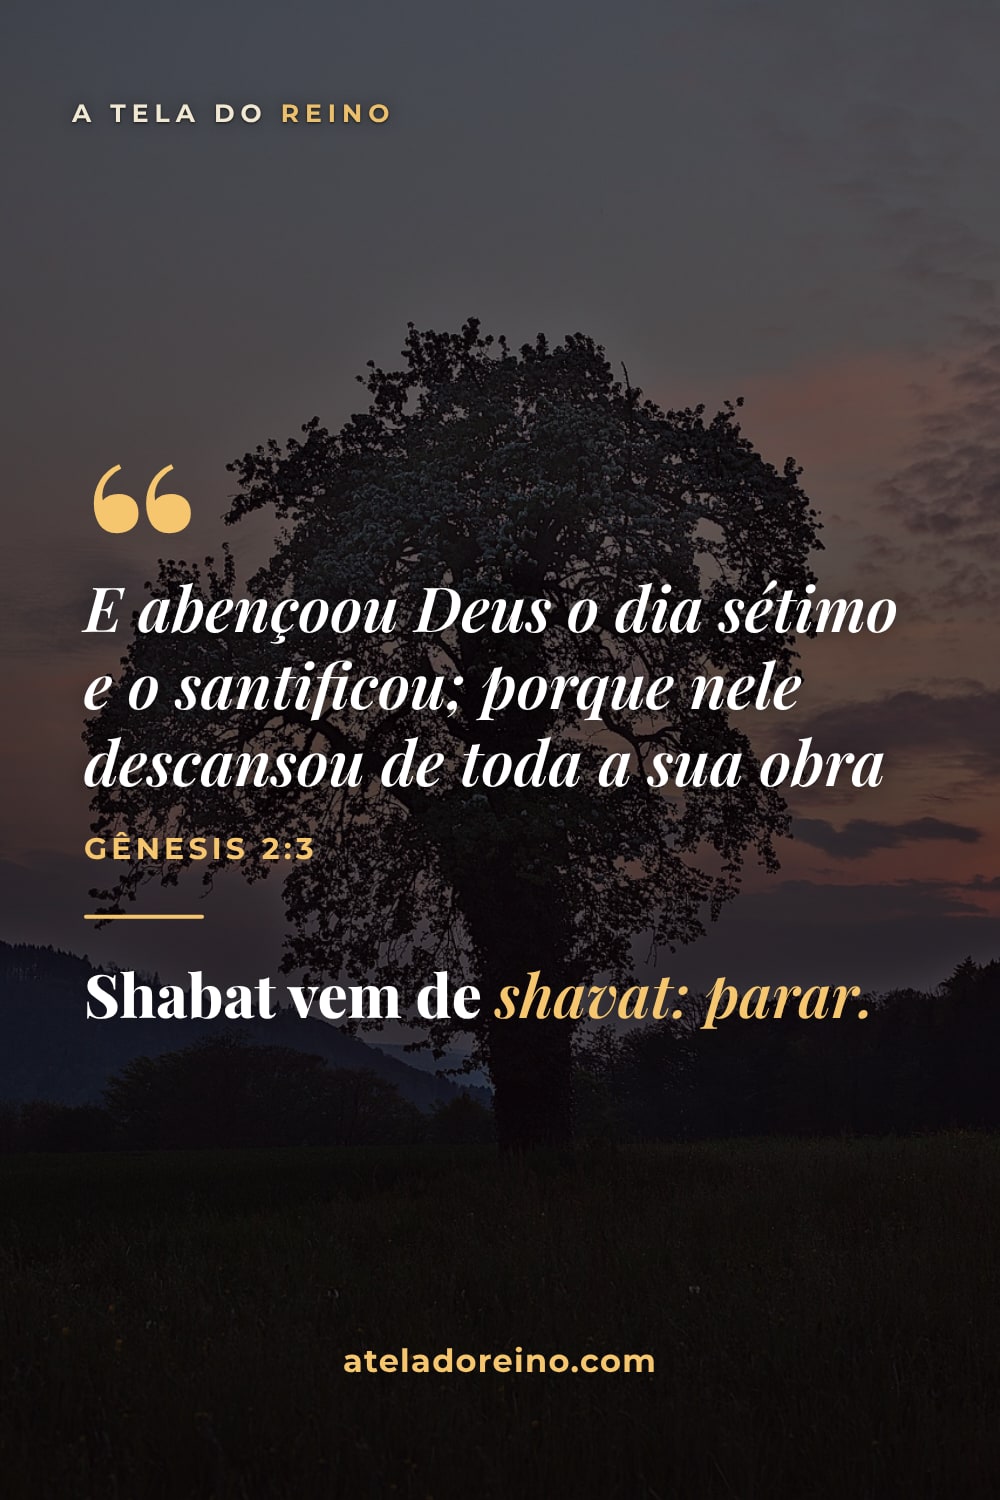 A TELA DO REINO
“
E abençoou Deus o dia sétimo
e o santificou; porque nele
descansou de toda a sua obra
GÊNESIS 2:3
Shabat vem de shavat: parar.
ateladoreino.com